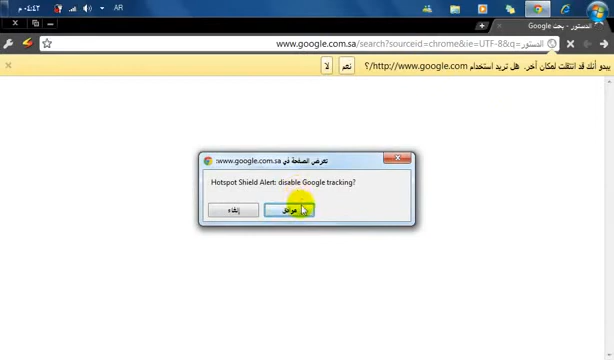 ٠٤:٤٢ م
AR
الدستور - بحث Google
www.google.com.sa/search?sourceid=chrome&ie=UTF-8&q=الدستور
يبدو أنك قد انتقلت لمكان آخر. هل تريد استخدام http://www.google.com/؟
نعم
لا
تعرض الصفحة في www.google.com.sa:
Hotspot Shield Alert: disable Google tracking?
موافق
إلغاء